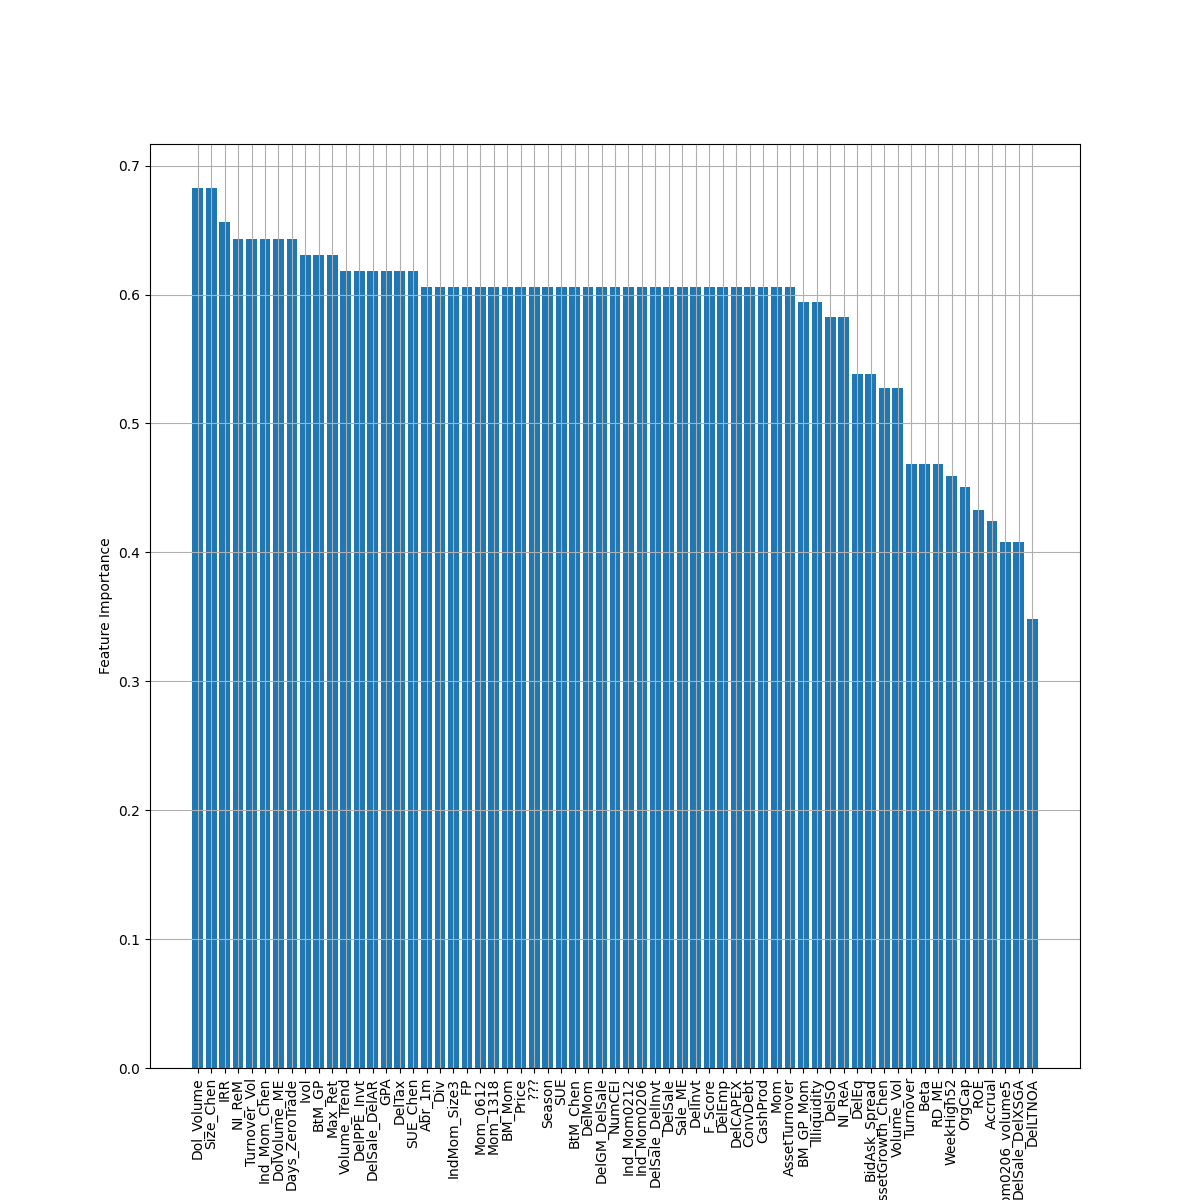 0.7
0.6
0.5
0.4
0.3
0.2
0.1
0.0
Feature Importance
Dol_Volume
Size_Chen
IRR
NI_ReM
Turnover_Vol
Ind_Mom_Chen
DolVolume_ME
Days_ZeroTrade
Ivol
BtM_GP
Max_Ret
Volume_Trend
DelPPE_Invt
DelSale_DelAR
GPA
DelTax
SUE_Chen
Abr_1m
Div
IndMom_Size3
FP
Mom_0612
Mom_1318
BM_Mom
Price
???
Season
SUE
BtM_Chen
DelMom
DelGM_DelSale
NumCEI
Ind_Mom0212
Ind_Mom0206
DelSale_DelInvt
DelSale
Sale_ME
DelInvt
F_Score
DelEmp
DelCAPEX
ConvDebt
CashProd
Mom
AssetTurnover
BM_GP_Mom
Illiquidity
DelSO
NI_ReA
DelEq
BidAsk_Spread
ssetGrowth_Chen
Volume_Vol
Turnover
Beta
RD_ME
WeekHigh52
OrgCap
ROE
Accrual
om0206_volume5
DelSale_DelXSGA
DelLTNOA